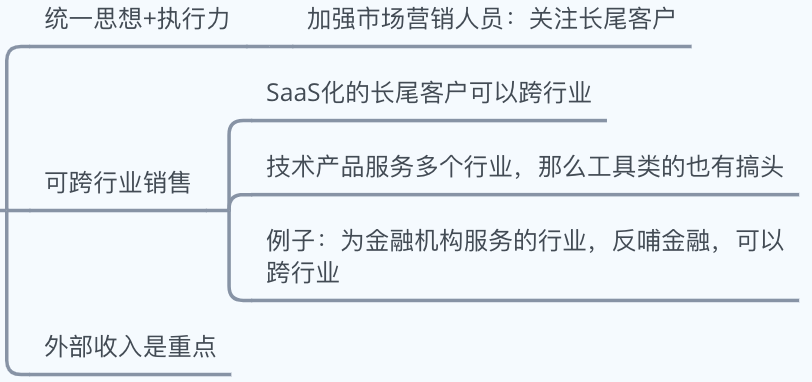 统一思想+执行力
加强市场营销人员：关注长尾客户
SaaS化的长尾客户可以跨行业
可跨行业销售
技术产品服务多个行业，那么工具类的也有搞头
例子：为金融机构服务的行业，反哺金融，可以
跨行业
外部收入是重点